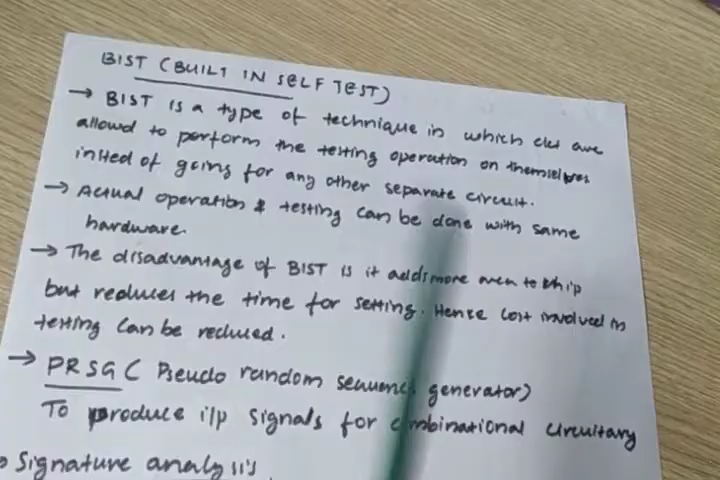 BIST (BUILT IN SELF TEST)
→ BIST is a type of technique in which ckt are
allowed to perform the testing operation on themselves
insted of going for any other separate circuit.
→ Actual operation & testing can be done with same
hardware.
→ The disadvantage of BIST is it adds more area to chip
but reduces the time for setting. Hence cost involved in
testing can be reduced.
→ PRSG ( Pseudo random sequence generator)
To produce i/p signals for combinational circuitary
Signature analysis.